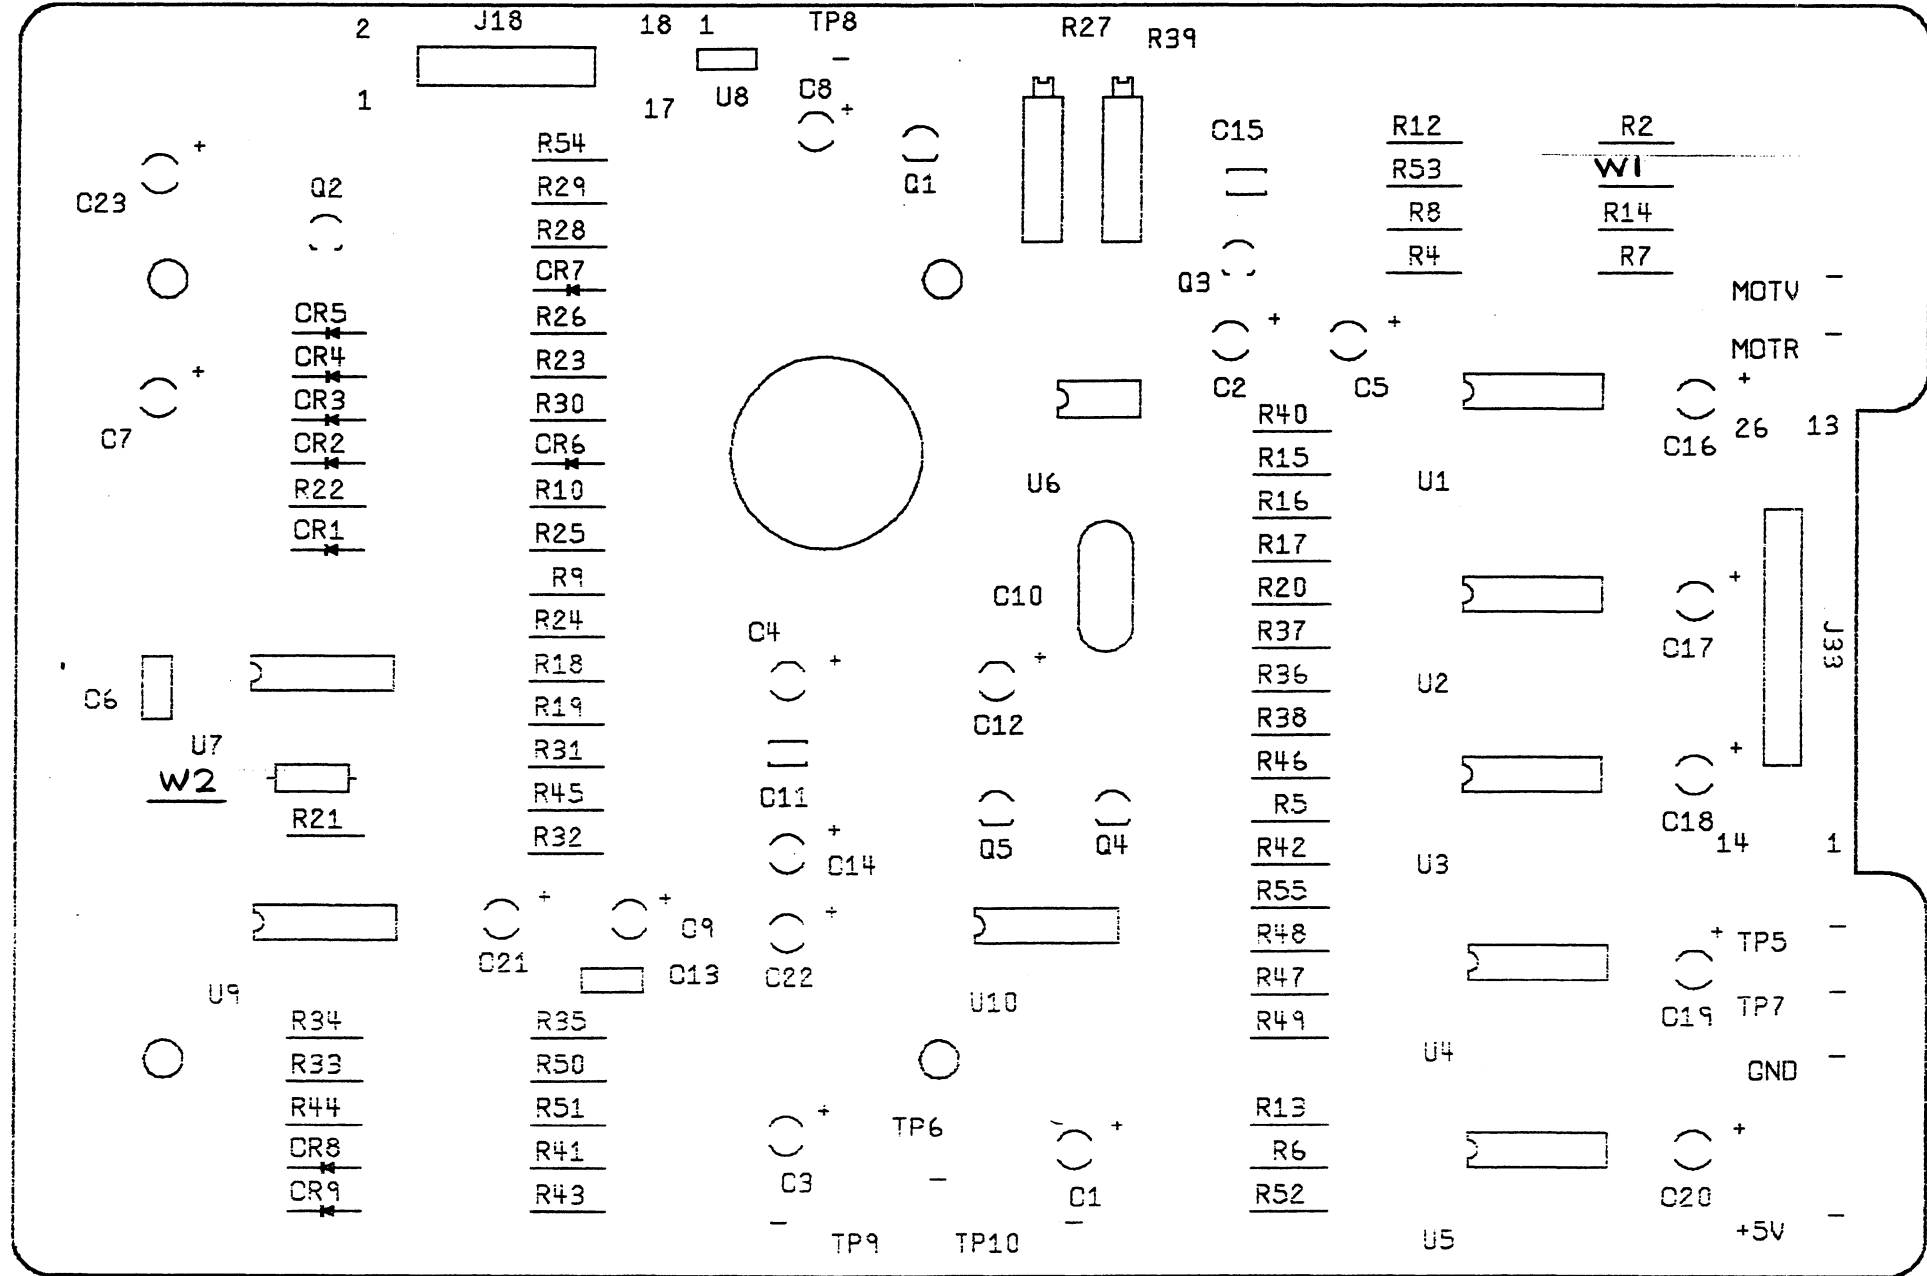 2 J18 18 1 TP8 R27 R39
1 17 U8 C8 +
R54 C15 R12 R2
+ R29 Q1 R53 W1
C23 Q2 R28 R8 R14
CR7 Q3 R4 R7
MOTV
CR5 R26 + +
CR4 R23 MOTR
+ CR3 R30 C2 C5 +
C7 CR2 CR6 R40 C16 26 13
R22 R10 U6 R15 U1
CR1 R25 R16
R9 R17
R24 C10 R20 +
C4 R37 C17 J33
C6 R18 + + R36 U2
R19 C12 R38
U7 R31 R46 +
W2 R45 C11 R5
R21 R32 + Q5 Q4 R42 C18 14 1
C14 R55 U3
+ + C9 + R48 + TP5
C21 C13 C22 R47
U9 U10 R49 C19 TP7
R34 R35 U4
R33 R50 GND
R44 R51 + TP6 + R13 +
CR8 R41 R6
CR9 R43 C3 C1 R52 C20
TP9 TP10 U5 +5V